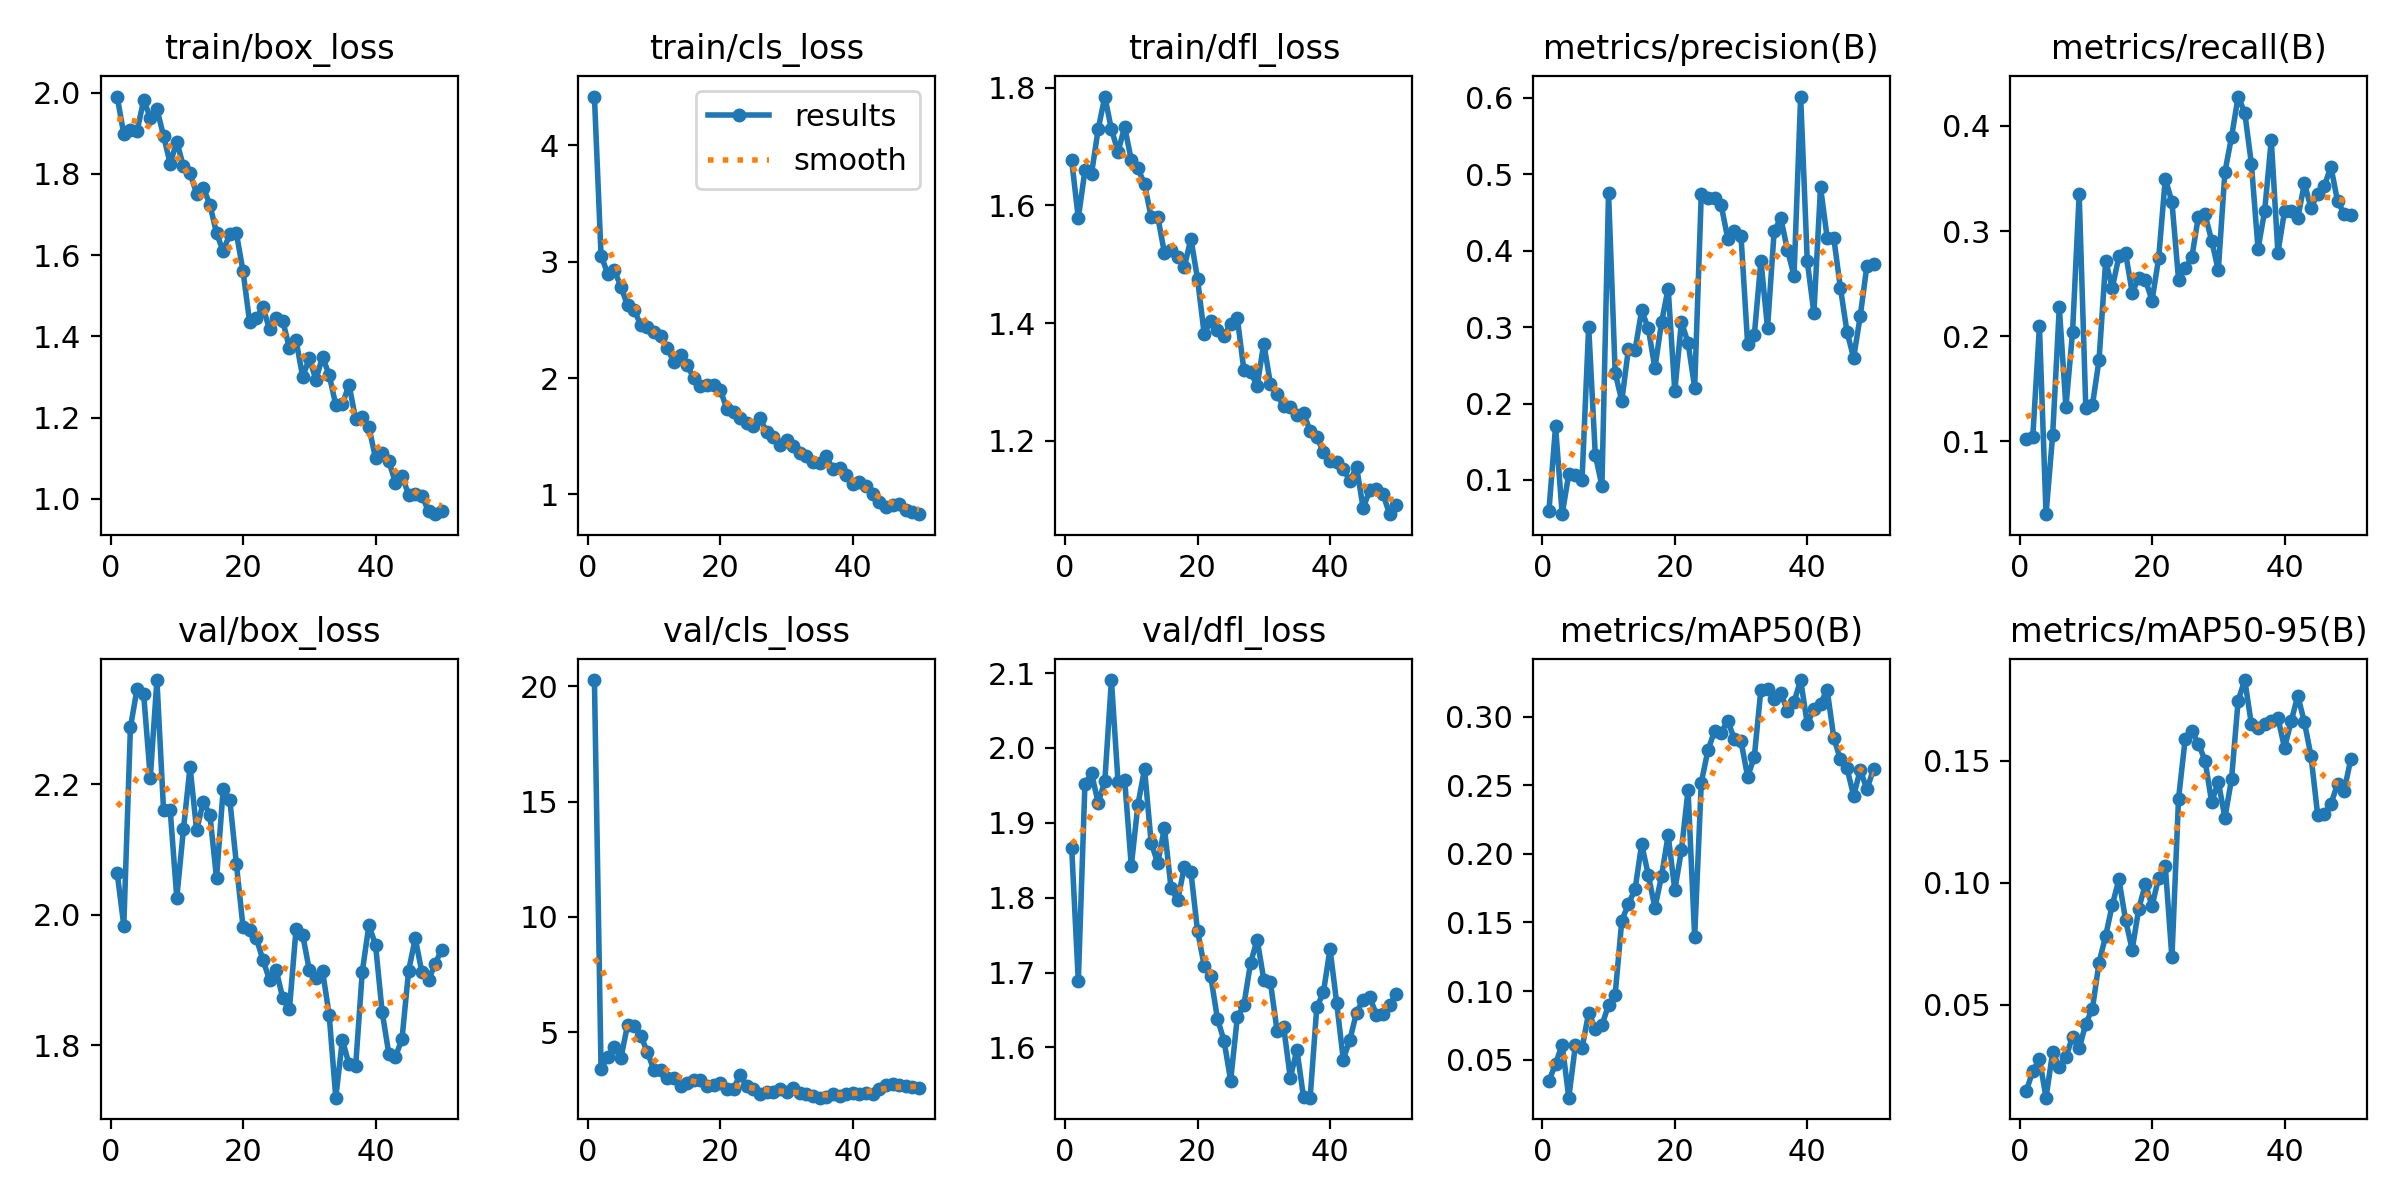 train/box_loss
2.0
1.8
1.6
1.4
1.2
1.0
0 20 40
train/cls_loss
results
smooth
4
3
2
1
0 20 40
train/dfl_loss
1.8
1.6
1.4
1.2
0 20 40
metrics/precision(B)
0.6
0.5
0.4
0.3
0.2
0.1
0 20 40
metrics/recall(B)
0.4
0.3
0.2
0.1
0 20 40
val/box_loss
2.2
2.0
1.8
0 20 40
val/cls_loss
20
15
10
5
0 20 40
val/dfl_loss
2.1
2.0
1.9
1.8
1.7
1.6
0 20 40
metrics/mAP50(B)
0.30
0.25
0.20
0.15
0.10
0.05
0 20 40
metrics/mAP50-95(B)
0.15
0.10
0.05
0 20 40